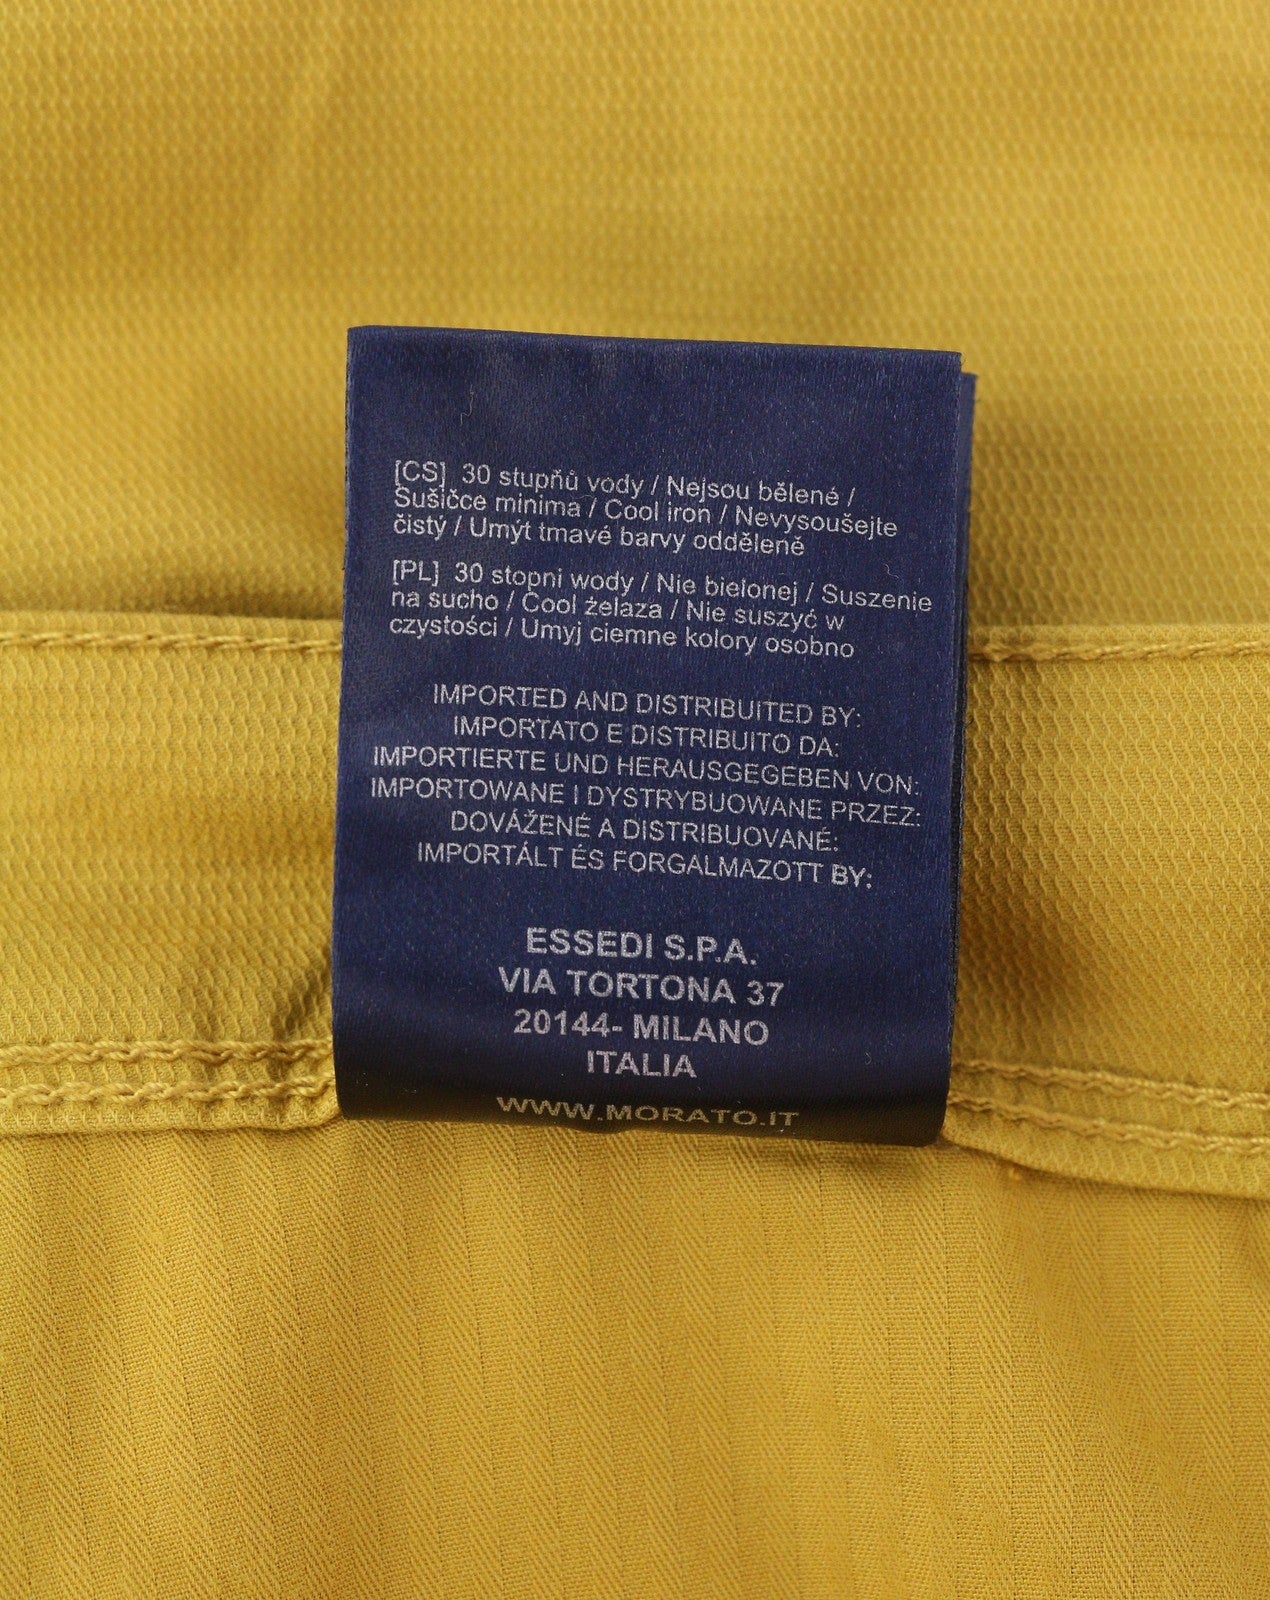 [CS] 30 stupňů vody / Nejsou bělené /
Sušičce minima / Cool iron / Nevysoušejte
čistý / Umýt tmavé barvy odděleně
[PL] 30 stopni wody / Nie bielonej / Suszenie
na sucho / Cool żelaza / Nie suszyć w
czystości / Umyj ciemne kolory osobno
IMPORTED AND DISTRIBUITED BY:
IMPORTATO E DISTRIBUITO DA:
IMPORTIERTE UND HERAUSGEGEBEN VON:
IMPORTOWANE I DYSTRYBUOWANE PRZEZ:
DOVÁŽENÉ A DISTRIBUOVANÉ:
IMPORTÁLT ÉS FORGALMAZOTT BY:
ESSEDI S.P.A.
VIA TORTONA 37
20144- MILANO
ITALIA
WWW.MORATO.IT